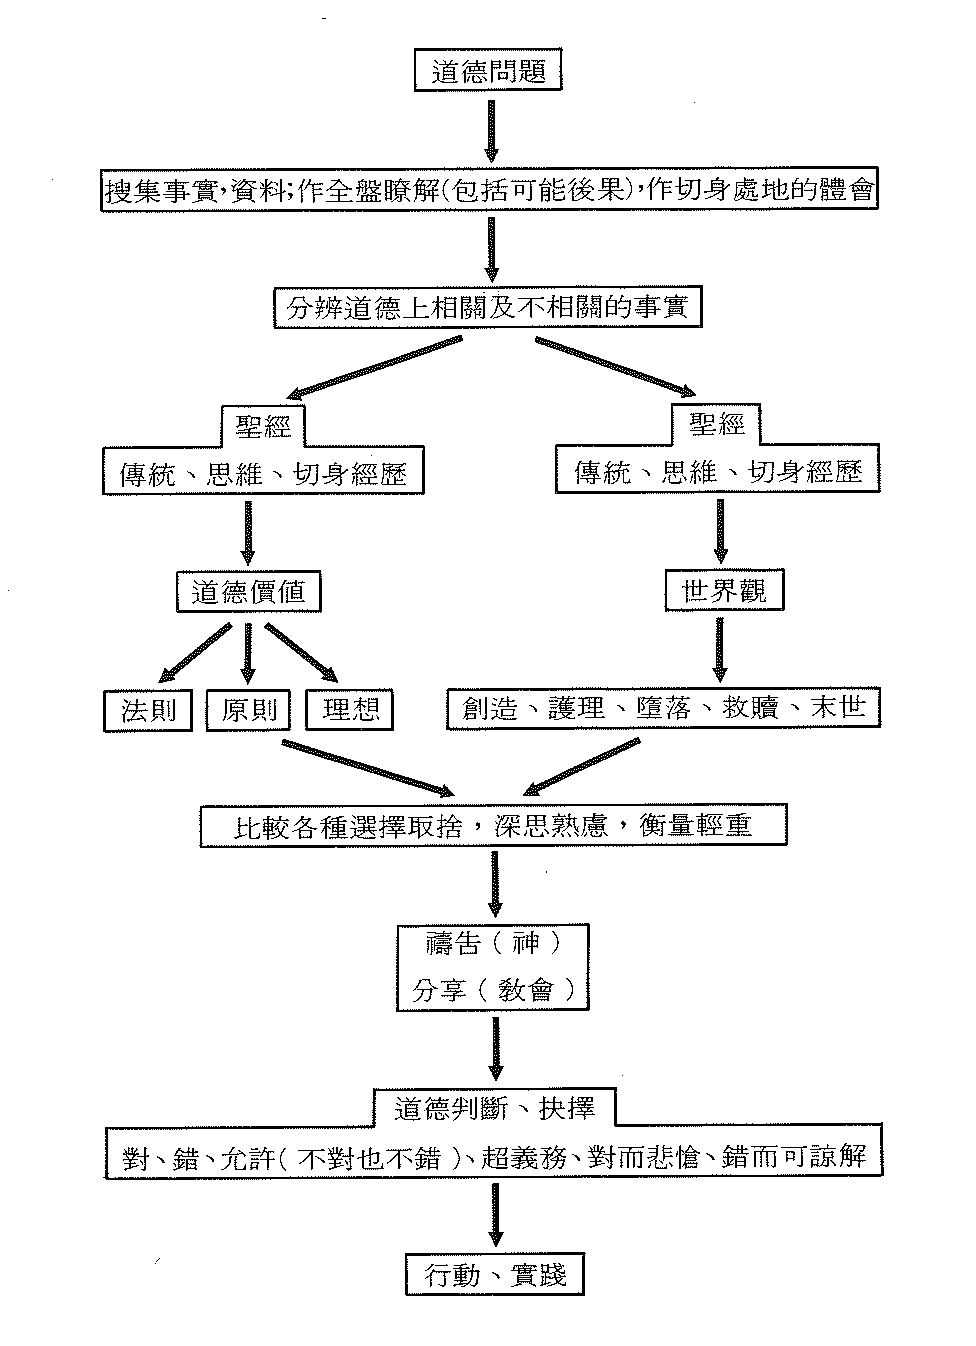 道德問題
搜集事實,資料;作全盤瞭解(包括可能後果),作切身處地的體會
分辨道德上相關及不相關的事實
聖經
傳統、思維、切身經歷
聖經
傳統、思維、切身經歷
道德價值
世界觀
法則
原則
理想
創造、護理、墮落、救贖、末世
比較各種選擇取捨,深思熟慮,衡量輕重
禱告(神)
分享(教會)
道德判斷、抉擇
對、錯、允許(不對也不錯)、超義務、對而悲愴、錯而可諒解
行動、實踐